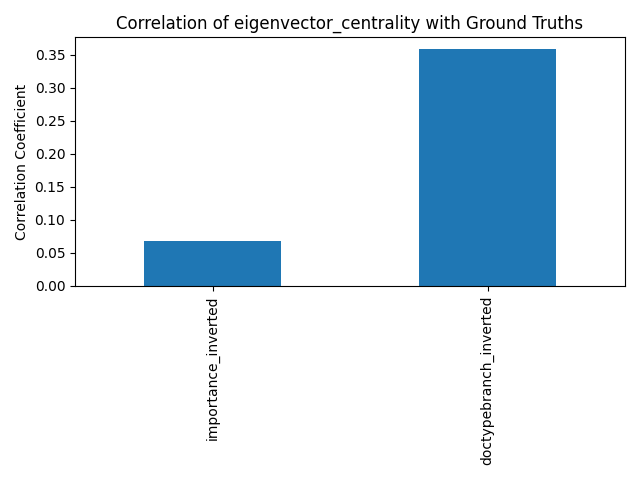 Correlation of eigenvector_centrality with Ground Truths
Correlation Coefficient
0.35
0.30
0.25
0.20
0.15
0.10
0.05
0.00
importance_inverted
doctypebranch_inverted